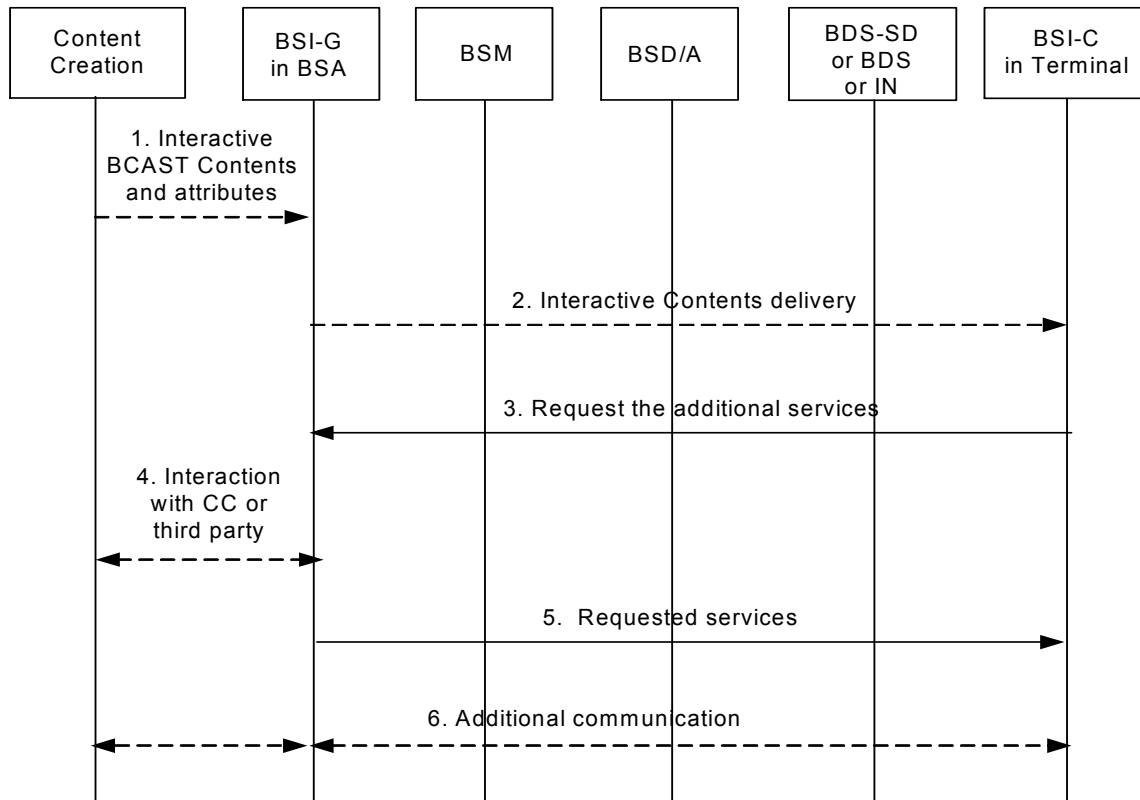 Content
Creation
BSI-G
in BSA
BSM
BSD/A
BDS-SD
or BDS
or IN
BSI-C
in Terminal
1. Interactive
BCAST Contents
and attributes
2. Interactive Contents delivery
3. Request the additional services
4. Interaction
with CC or
third party
5. Requested services
6. Additional communication